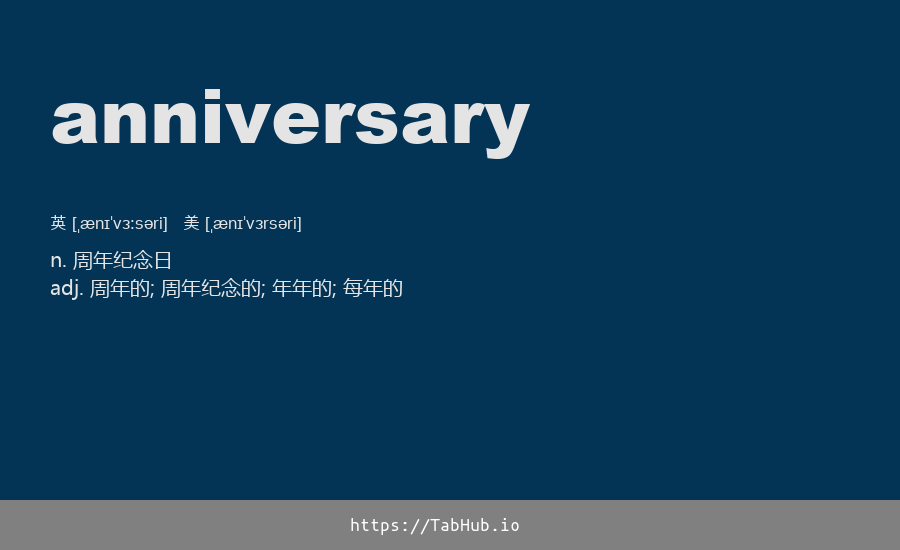 anniversary
英 [ˌænɪˈvɜːsəri] 美 [ˌænɪˈvɜrsəri]
n. 周年纪念日
adj. 周年的; 周年纪念的; 年年的; 每年的
https://TabHub.io